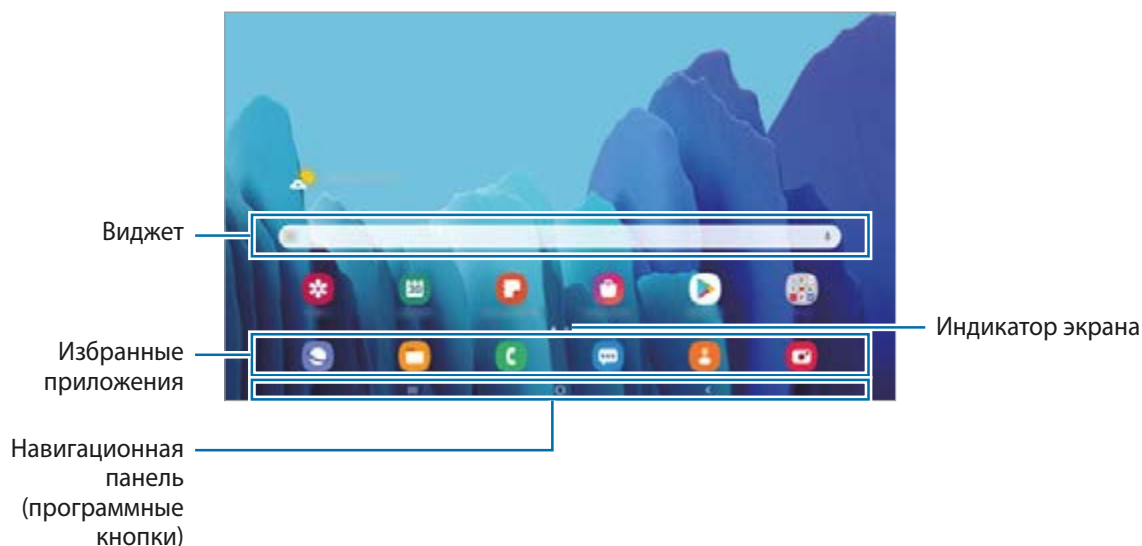 Виджет
Индикатор экрана
Избранные
приложения
Навигационная
панель
(программные
кнопки)